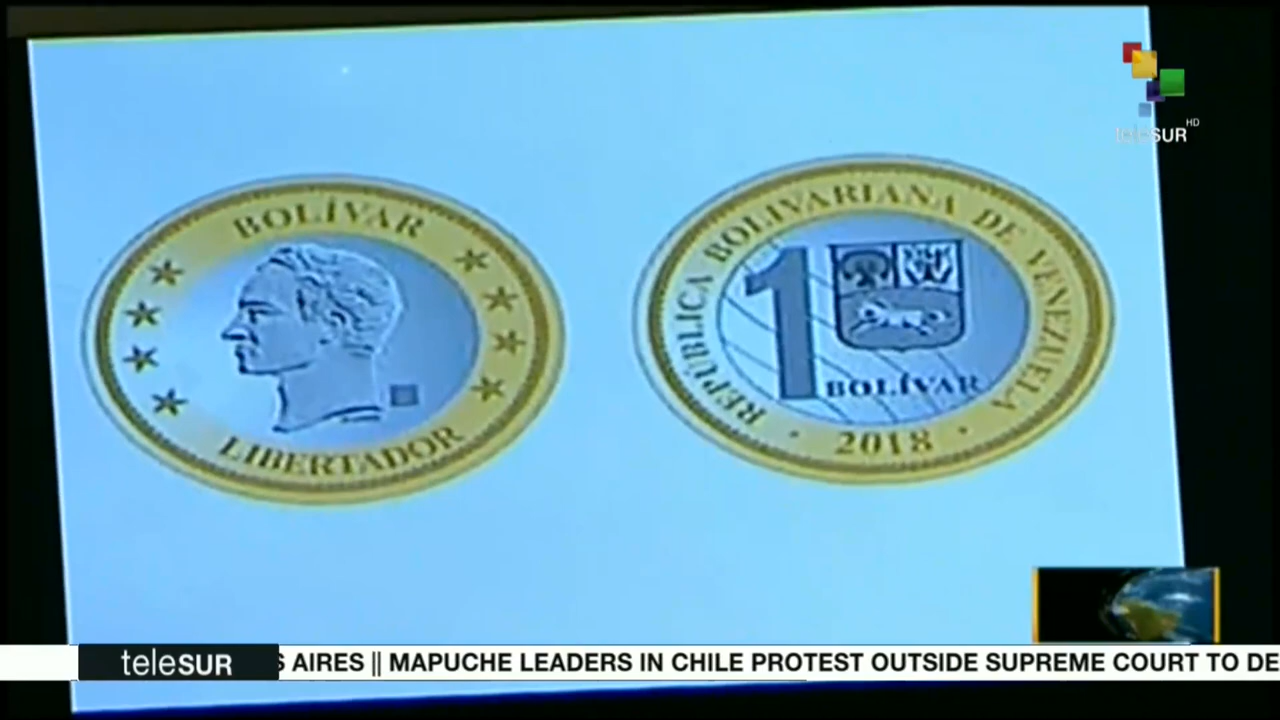 BOLÍVAR
LIBERTADOR
REPÚBLICA BOLIVARIANA DE VENEZUELA
1
BOLÍVAR
· 2018 ·
teleSUR HD
teleSUR
S AIRES || MAPUCHE LEADERS IN CHILE PROTEST OUTSIDE SUPREME COURT TO DE